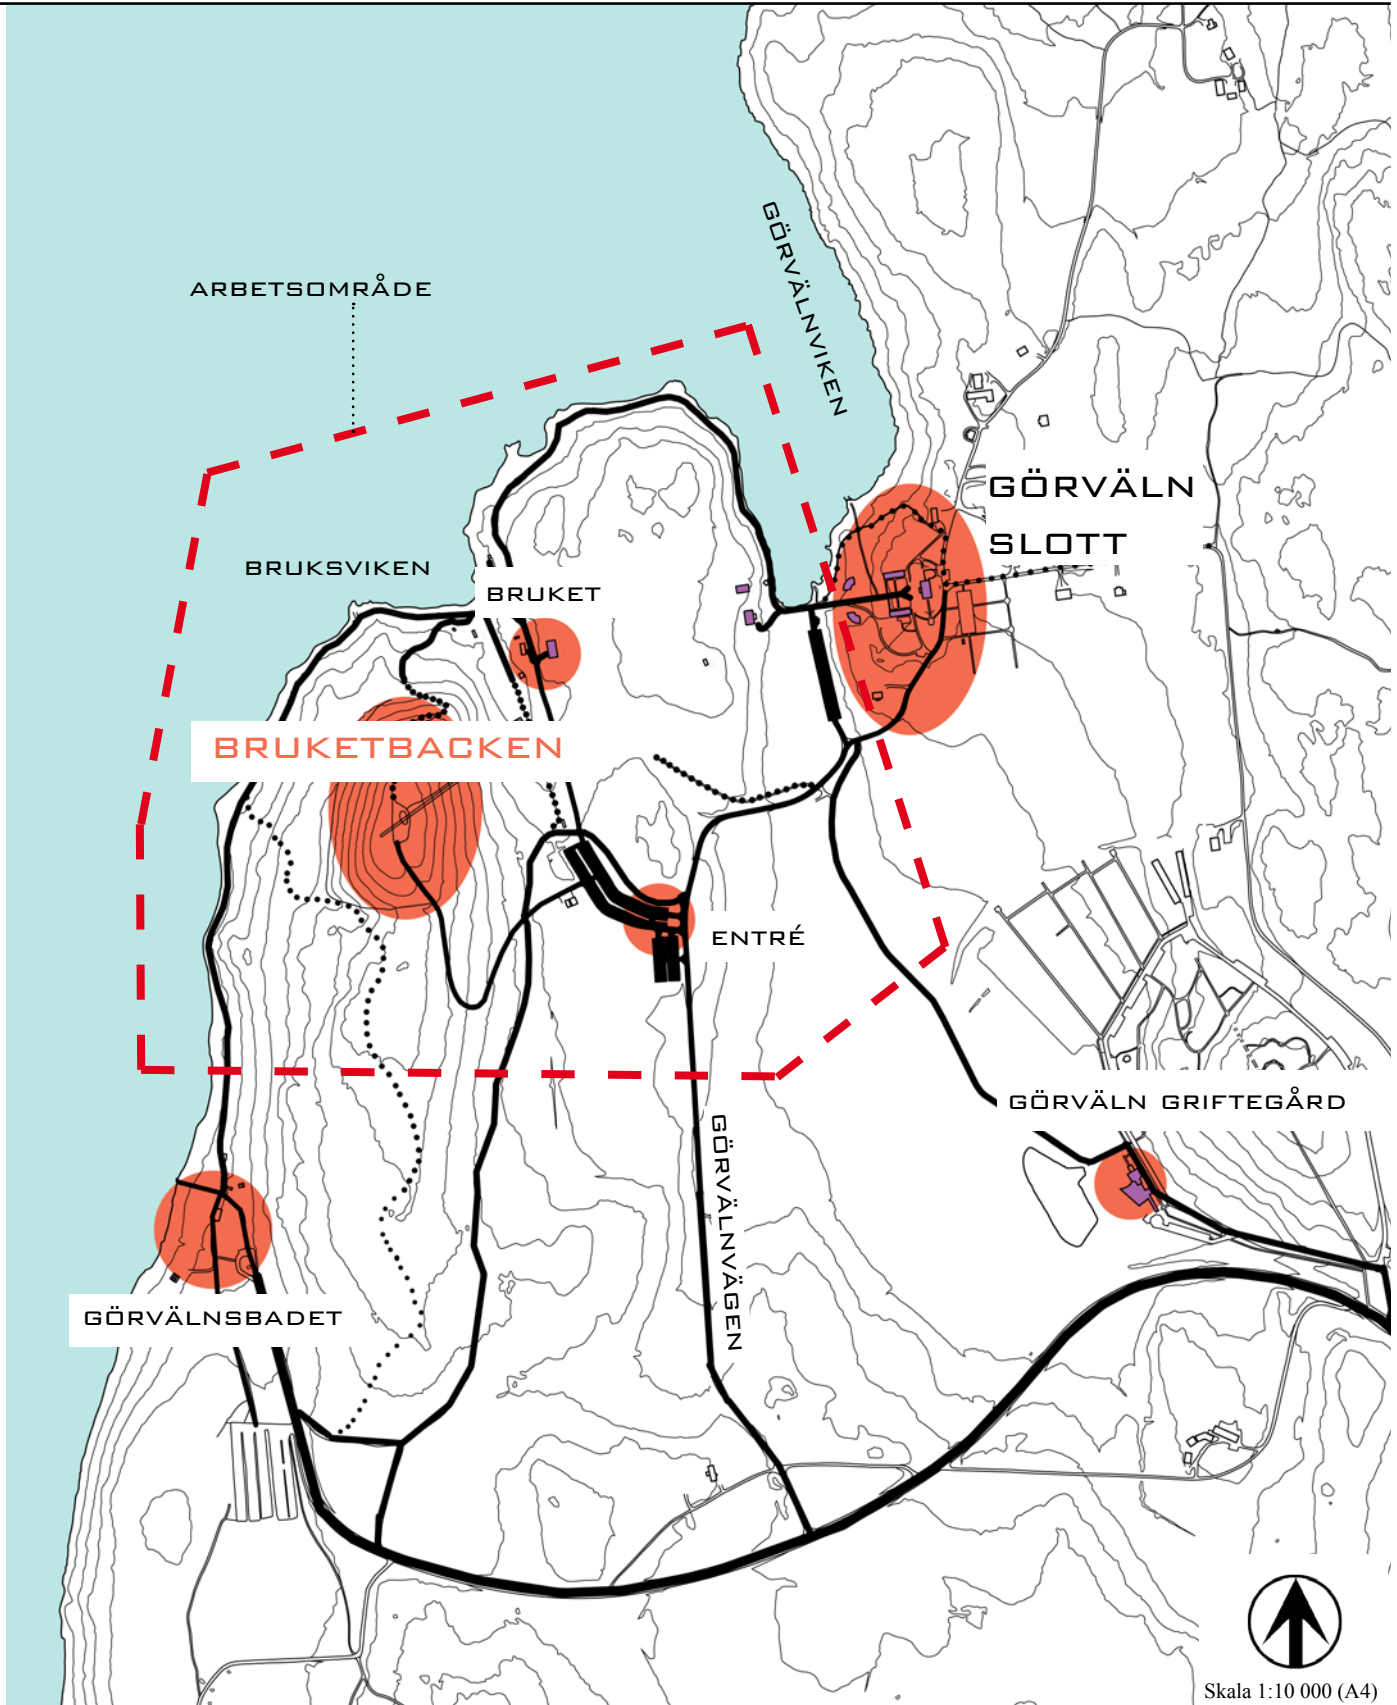 GÖRVÄLNVIKEN
ARBETSOMRÅDE
GÖRVÄLN
SLOTT
BRUKSVIKEN
BRUKET
BRUKETBACKEN
ENTRÉ
GÖRVÄLN GRIFTEGÅRD
GÖRVÄLNVÄGEN
GÖRVÄLNSBADET
Skala 1:10 000 (A4)